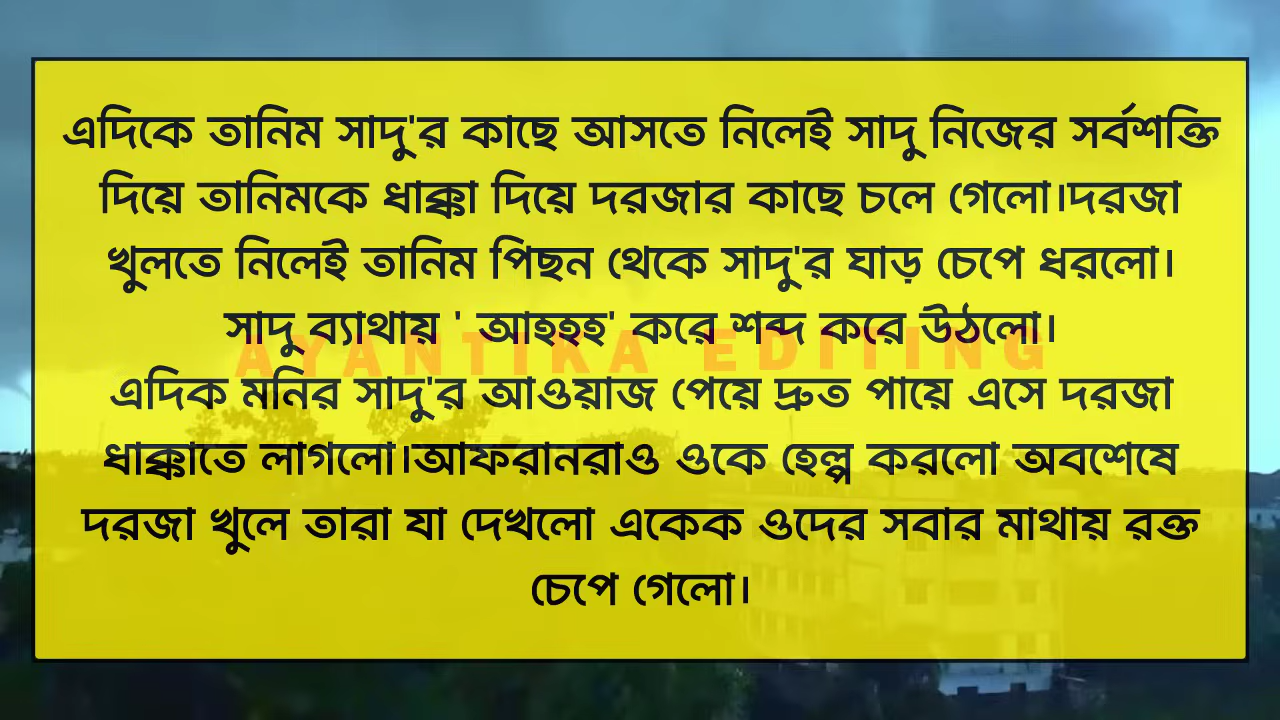 এদিকে তানিম সাদু'র কাছে আসতে নিলেই সাদু নিজের সর্বশক্তি
দিয়ে তানিমকে ধাক্কা দিয়ে দরজার কাছে চলে গেলো।দরজা
খুলতে নিলেই তানিম পিছন থেকে সাদু'র ঘাড় চেপে ধরলো।
সাদু ব্যাথায় ' আহহহ' করে শব্দ করে উঠলো।
AYANTIKA EDITING
এদিক মনির সাদু'র আওয়াজ পেয়ে দ্রুত পায়ে এসে দরজা
ধাক্কাতে লাগলো।আফরানরাও ওকে হেল্প করলো অবশেষে
দরজা খুলে তারা যা দেখলো একেক ওদের সবার মাথায় রক্ত
চেপে গেলো।